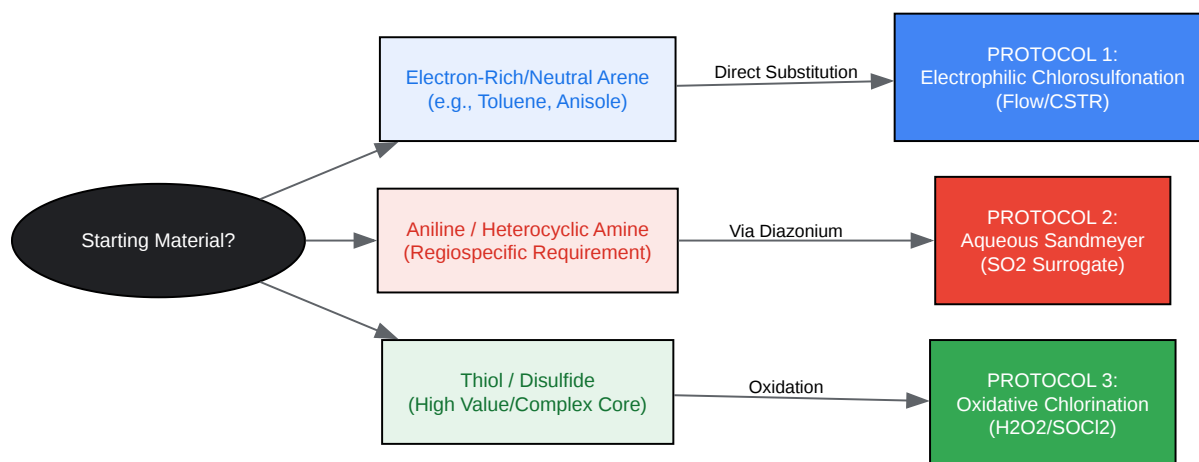 Starting Material?
Electron-Rich/Neutral Arene
(e.g., Toluene, Anisole)
Direct Substitution
PROTOCOL 1:
Electrophilic Chlorosulfonation
(Flow/CSTR)
Aniline / Heterocyclic Amine
(Regiospecific Requirement)
Via Diazonium
PROTOCOL 2:
Aqueous Sandmeyer
(SO2 Surrogate)
Thiol / Disulfide
(High Value/Complex Core)
Oxidation
PROTOCOL 3:
Oxidative Chlorination
(H2O2/SOCl2)